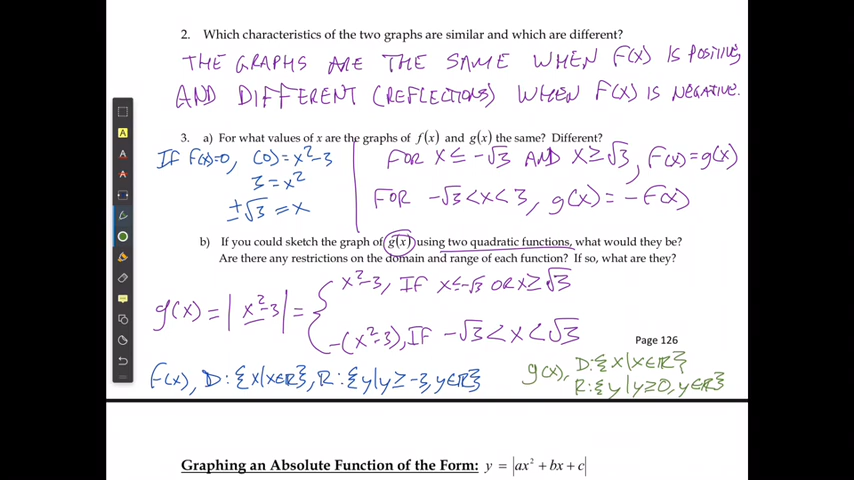 2. Which characteristics of the two graphs are similar and which are different?
THE GRAPHS ARE THE SAME WHEN F(X) IS POSITIVE,
AND DIFFERENT (REFLECTIONS) WHEN F(X) IS NEGATIVE.
3. a) For what values of x are the graphs of f(x) and g(x) the same? Different?
IF F(X)=0, (0)=X²-3
3=X²
±√3 = X
FOR X ≤ -√3 AND X ≥ √3, F(X)=g(X)
FOR -√3 < X < 3, g(X) = -F(X)
b) If you could sketch the graph of g(x) using two quadratic functions, what would they be?
Are there any restrictions on the domain and range of each function? If so, what are they?
g(X) = |X²-3| = { X²-3, IF X ≤ -√3 OR X ≥ √3
-(X²-3), IF -√3 < X < √3
Page 126
F(X), D: {X|X∈R}, R: {y|y ≥ -3, y∈R}
g(X), D: {X|X∈R}
R: {y|y≥0, y∈R}
Graphing an Absolute Function of the Form: y = |ax² + bx + c|